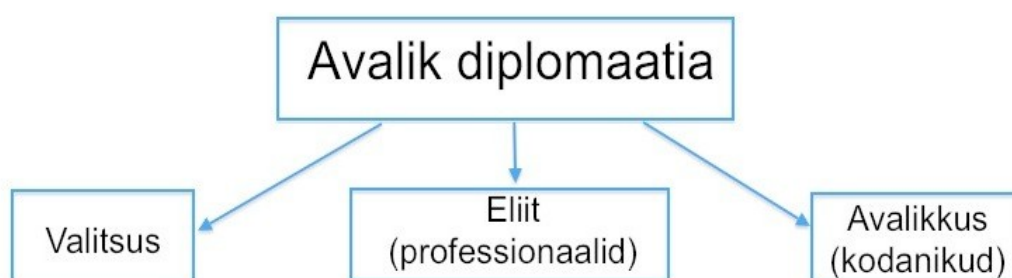 Avalik diplomaatia
Valitsus
Eliit
(professionaalid)
Avalikkus
(kodanikud)